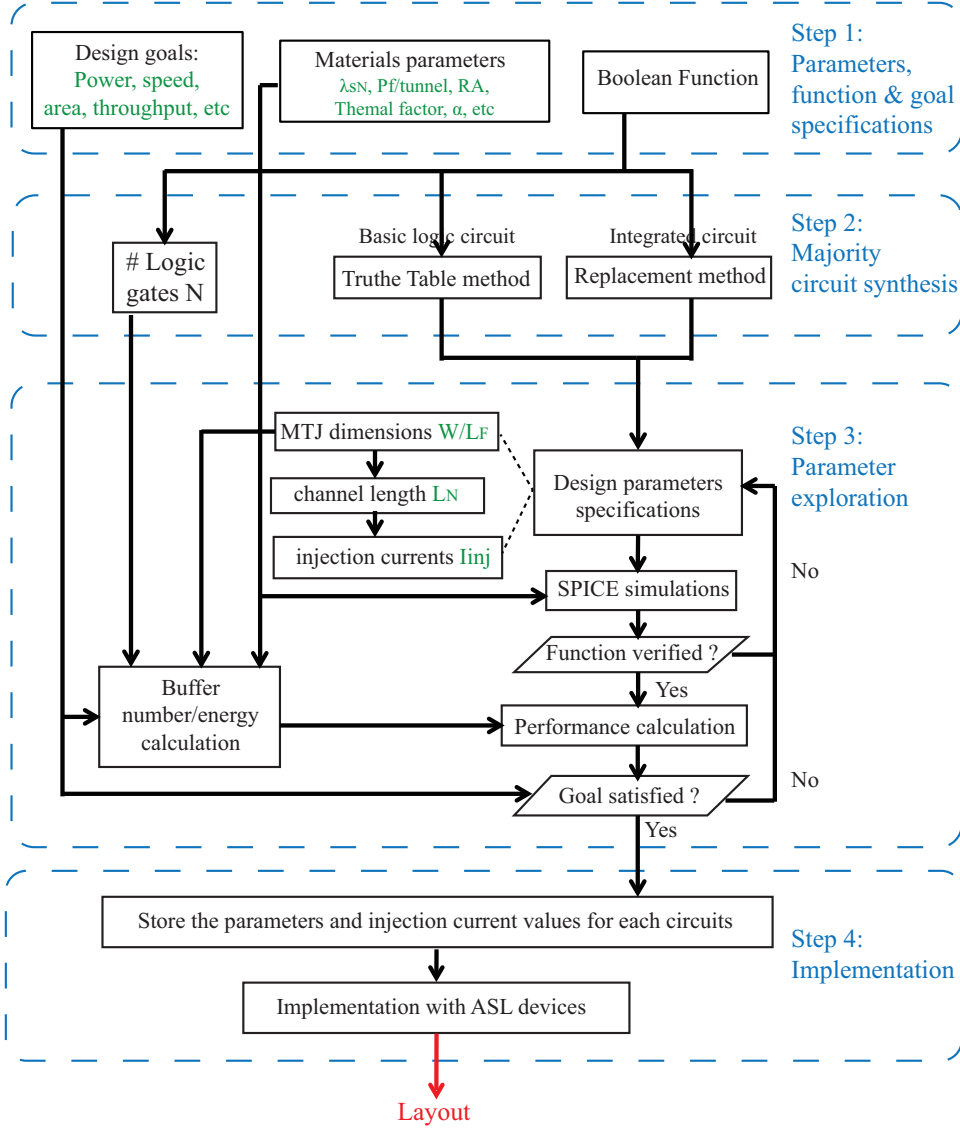 Design goals:
Power, speed,
area, throughput, etc
Materials parameters
λSN, Pf/tunnel, RA,
Themal factor, α, etc
Boolean Function
Step 1:
Parameters,
function & goal
specifications
# Logic
gates N
Basic logic circuit
Truthe Table method
Integrated circuit
Replacement method
Step 2:
Majority
circuit synthesis
MTJ dimensions W/LF
channel length LN
injection currents Iinj
Design parameters
specifications
Step 3:
Parameter
exploration
No
SPICE simulations
Function verified ?
Yes
Buffer
number/energy
calculation
Performance calculation
No
Goal satisfied ?
Yes
Store the parameters and injection current values for each circuits
Step 4:
Implementation
Implementation with ASL devices
Layout